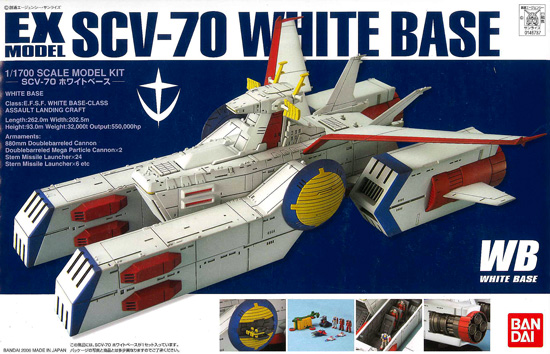 EX
MODEL
SCV-70 WHITE BASE
1/1700 SCALE MODEL KIT
SCV-70 ホワイトベース
WHITE BASE
Class:E.F.S.F. WHITE BASE-CLASS
ASSAULT LANDING CRAFT
Length:262.0m Width:202.5m
Height:93.0m Weight:32,000t Output:550,000hp
Armaments:
880mm Doublebarreled Cannon
Doublebarreled Mega Particle Cannon×2
Stem Missile Launcher×24
Stern Missile Launcher×6 etc
WB
WHITE BASE
BAN
DAI
BANDAI 2006 MADE IN JAPAN